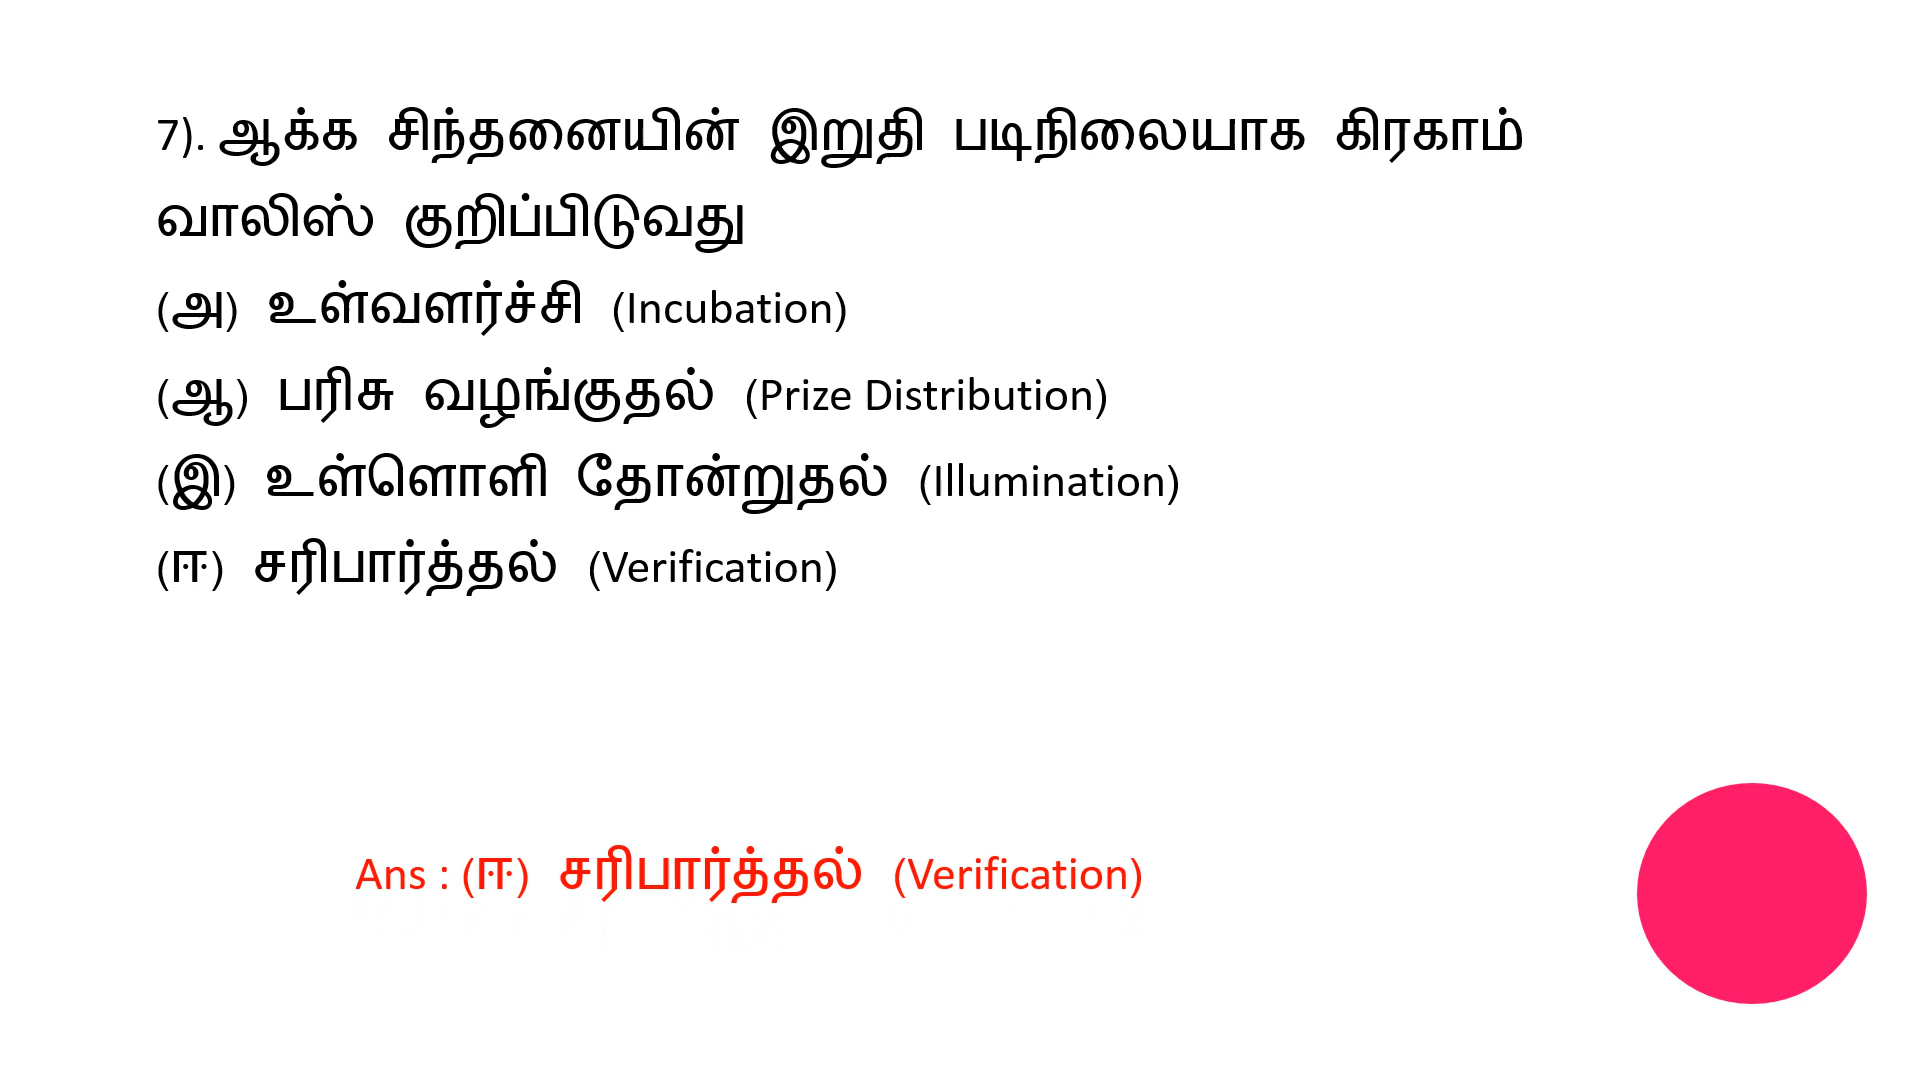 7). ஆக்க சிந்தனையின் இறுதி படிநிலையாக கிரகாம்
வாலிஸ் குறிப்பிடுவது
(அ) உள்வளர்ச்சி (Incubation)
(ஆ) பரிசு வழங்குதல் (Prize Distribution)
(இ) உள்ளொளி தோன்றுதல் (Illumination)
(ஈ) சரிபார்த்தல் (Verification)
Ans : (ஈ) சரிபார்த்தல் (Verification)